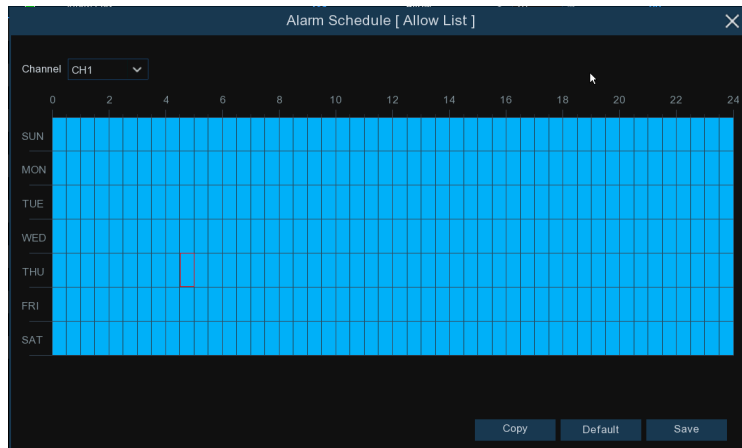 Alarm Schedule [ Allow List ]
Channel CH1
0 2 4 6 8 10 12 14 16 18 20 22 24
SUN
MON
TUE
WED
THU
FRI
SAT
Copy Default Save